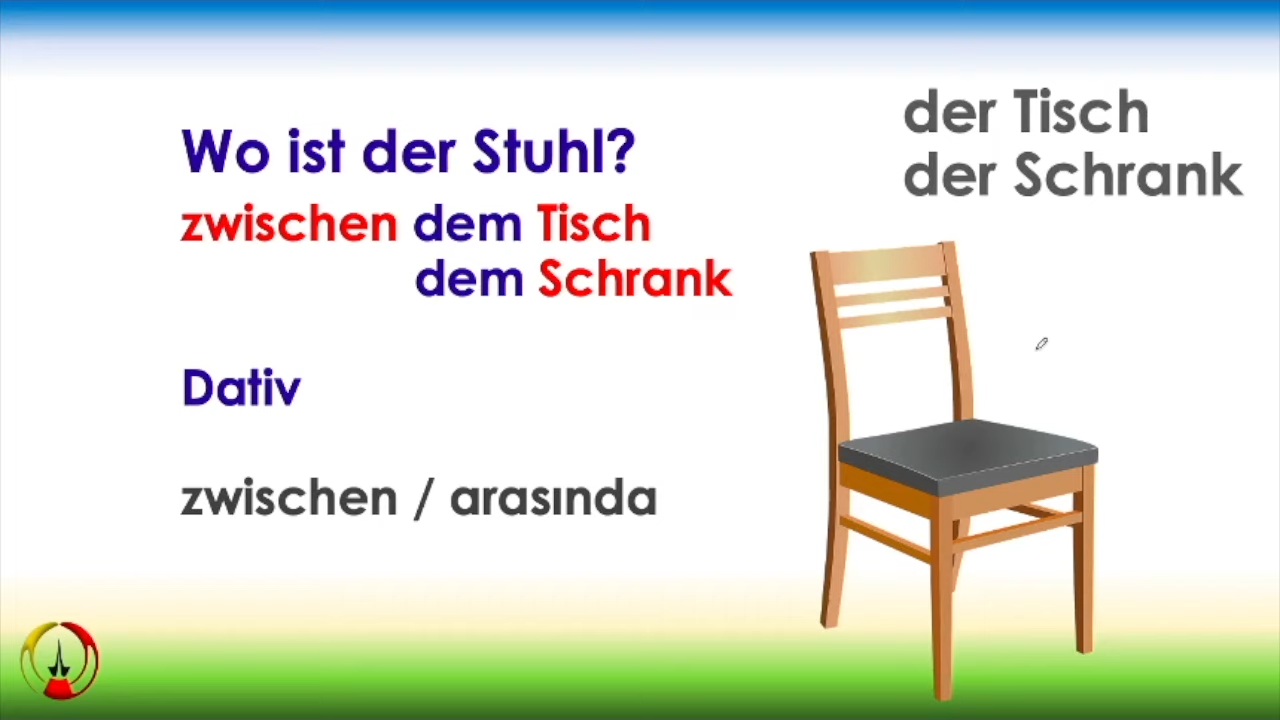 der Tisch
der Schrank
Wo ist der Stuhl?
zwischen dem Tisch
dem Schrank
Dativ
zwischen / arasında